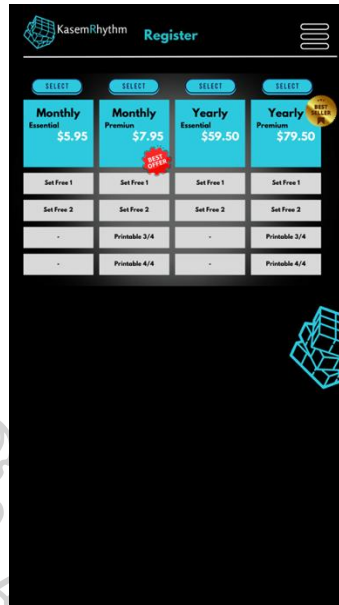 KasemRhythm
Register
SELECT SELECT SELECT SELECT
Monthly Monthly Yearly Yearly
Essential Premiun Essential Premium
$5.95 $7.95 $59.50 $79.50
BEST SELLER
BEST OFFER
Set Free 1 Set Free 1 Set Free 1 Set Free 1
Set Free 2 Set Free 2 Set Free 2 Set Free 2
- Printable 3/4 - Printable 3/4
- Printable 4/4 - Printable 4/4